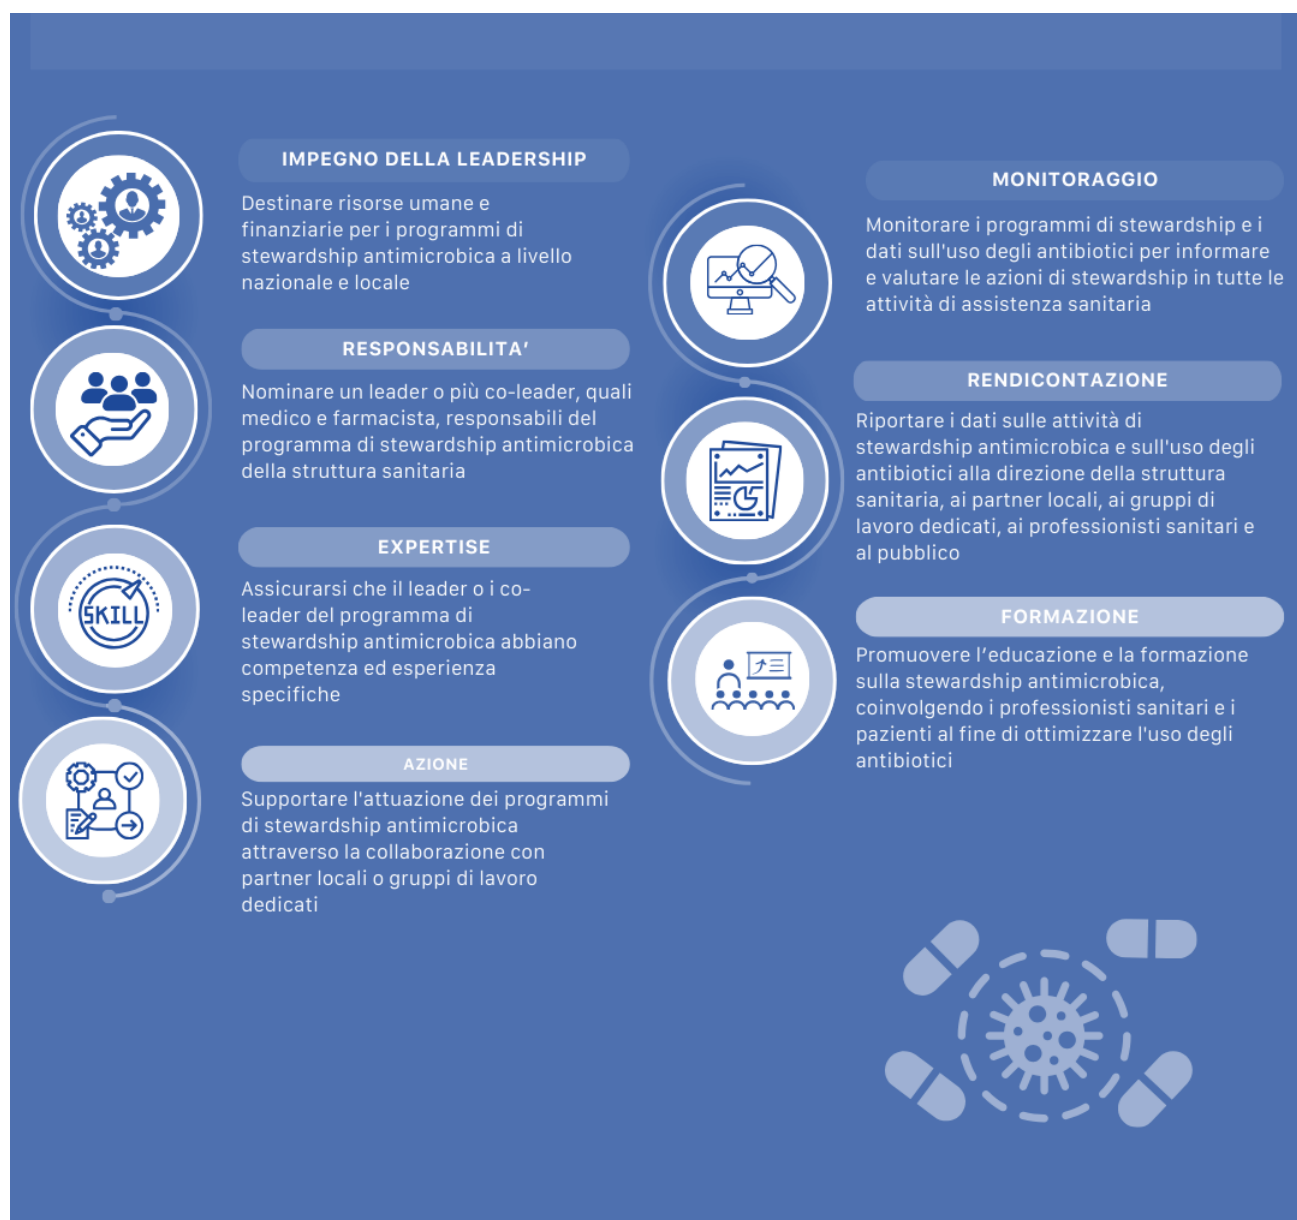 IMPEGNO DELLA LEADERSHIP
Destinare risorse umane e
finanziarie per i programmi di
stewardship antimicrobica a livello
nazionale e locale
RESPONSABILITA'
Nominare un leader o più co-leader, quali
medico e farmacista, responsabili del
programma di stewardship antimicrobica
della struttura sanitaria
SKILL
EXPERTISE
Assicurarsi che il leader o i co-
leader del programma di
stewardship antimicrobica abbiano
competenza ed esperienza
specifiche
AZIONE
Supportare l'attuazione dei programmi
di stewardship antimicrobica
attraverso la collaborazione con
partner locali o gruppi di lavoro
dedicati
MONITORAGGIO
Monitorare i programmi di stewardship e i
dati sull'uso degli antibiotici per informare
e valutare le azioni di stewardship in tutte le
attività di assistenza sanitaria
RENDICONTAZIONE
Riportare i dati sulle attività di
stewardship antimicrobica e sull'uso degli
antibiotici alla direzione della struttura
sanitaria, ai partner locali, ai gruppi di
lavoro dedicati, ai professionisti sanitari e
al pubblico
FORMAZIONE
Promuovere l’educazione e la formazione
sulla stewardship antimicrobica,
coinvolgendo i professionisti sanitari e i
pazienti al fine di ottimizzare l'uso degli
antibiotici